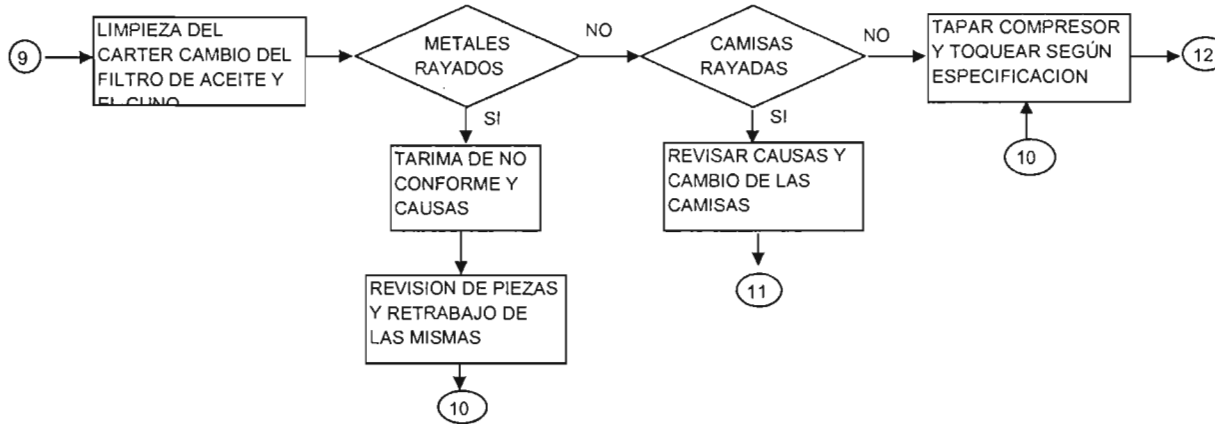 9
LIMPIEZA DEL
CARTER CAMBIO DEL
FILTRO DE ACEITE Y
EL CUNO
METALES
RAYADOS
NO
SI
CAMISAS
RAYADAS
NO
SI
TAPAR COMPRESOR
Y TOQUEAR SEGÚN
ESPECIFICACION
12
10
TARIMA DE NO
CONFORME Y
CAUSAS
REVISAR CAUSAS Y
CAMBIO DE LAS
CAMISAS
11
REVISION DE PIEZAS
Y RETRABAJO DE
LAS MISMAS
10